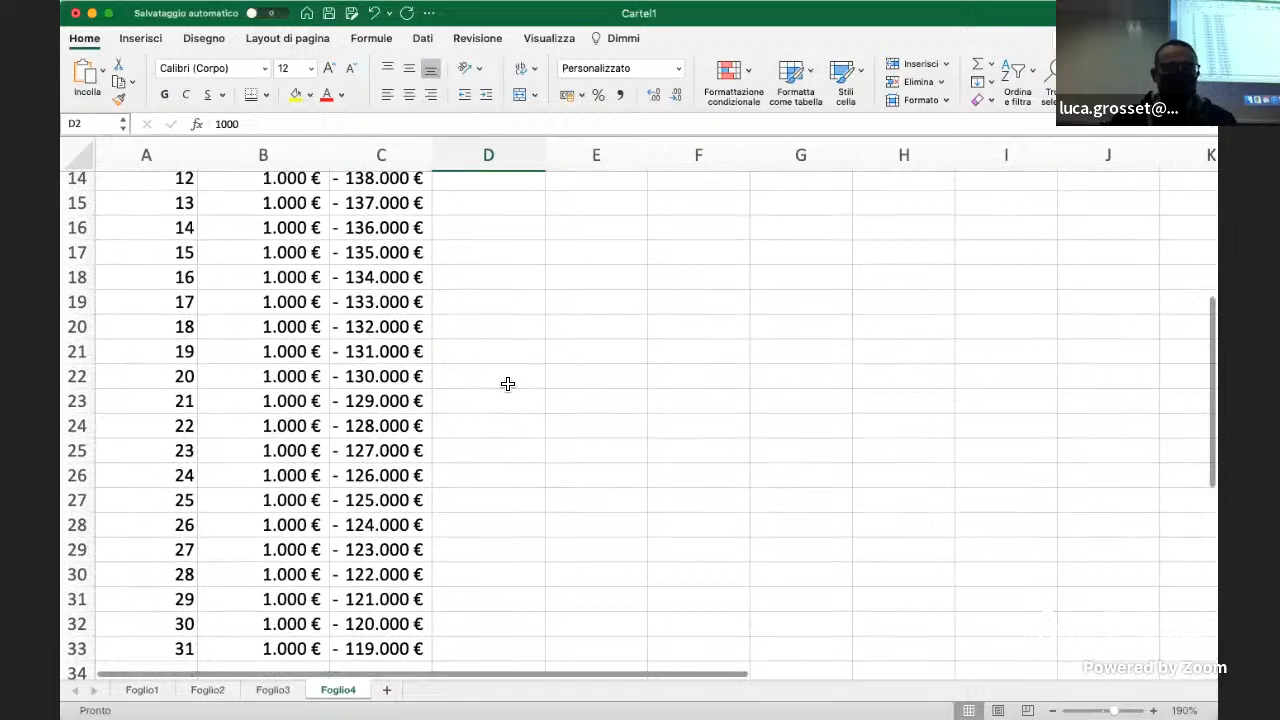 Salvataggio automatico
Cartel1
Home Inserisci Disegno di pagina Formule Revisione Visualizza
Incolla
(Corpo) 12
G C S
Formattazione condizionale
Formatta come tabella
Stili cella
Inserisci
Elimina
Formato
Ordina e filtra
luca.grosset@...
D2 fx 1000
A B C D E F G H I J K
14 12 1.000 € - 138.000 €
15 13 1.000 € - 137.000 €
16 14 1.000 € - 136.000 €
17 15 1.000 € - 135.000 €
18 16 1.000 € - 134.000 €
19 17 1.000 € - 133.000 €
20 18 1.000 € - 132.000 €
21 19 1.000 € - 131.000 €
22 20 1.000 € - 130.000 €
23 21 1.000 € - 129.000 €
24 22 1.000 € - 128.000 €
25 23 1.000 € - 127.000 €
26 24 1.000 € - 126.000 €
27 25 1.000 € - 125.000 €
28 26 1.000 € - 124.000 €
29 27 1.000 € - 123.000 €
30 28 1.000 € - 122.000 €
31 29 1.000 € - 121.000 €
32 30 1.000 € - 120.000 €
33 31 1.000 € - 119.000 €
34
Powered by Zoom
Foglio1 Foglio2 Foglio3 Foglio4 +
Pronto
190%